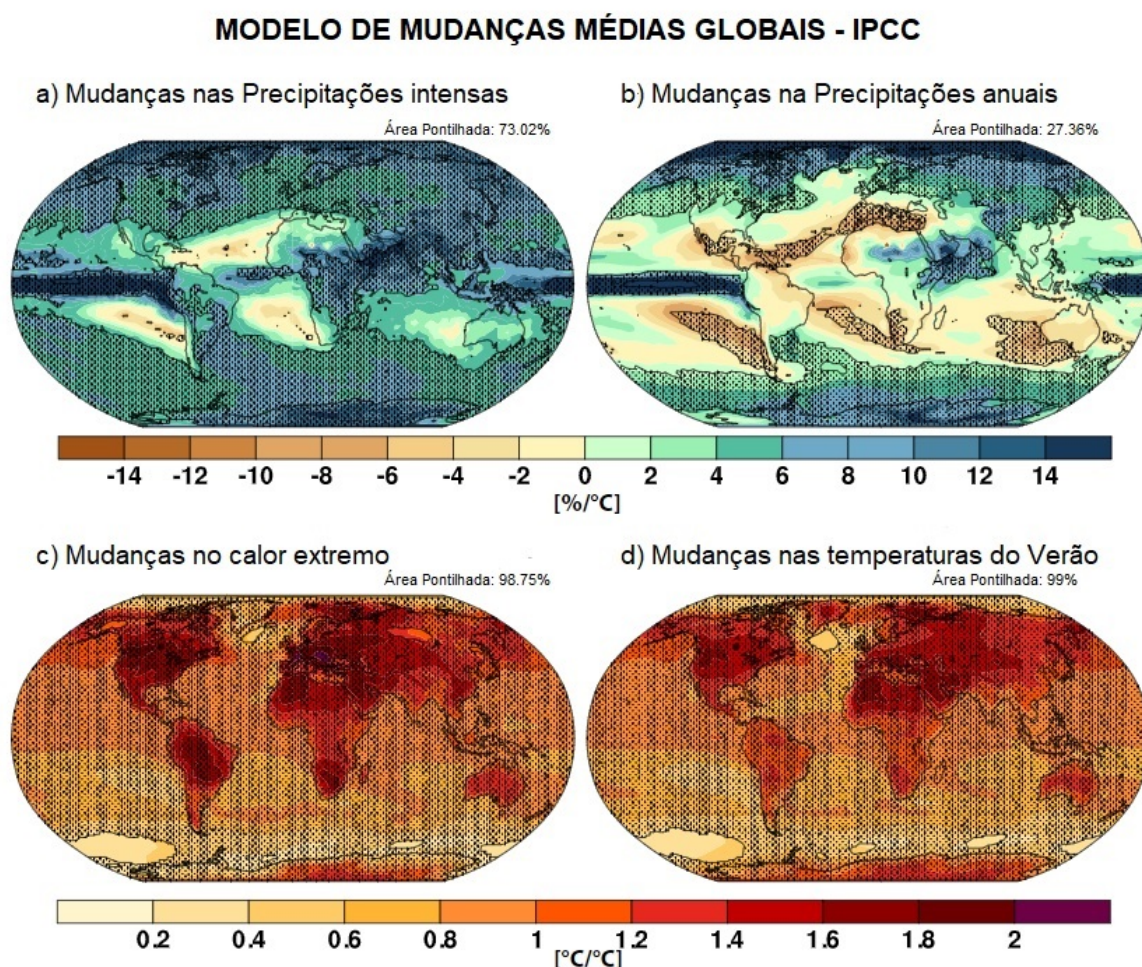 MODELO DE MUDANÇAS MÉDIAS GLOBAIS - IPCC
a) Mudanças nas Precipitações intensas
Área Pontilhada: 73.02%
b) Mudanças na Precipitações anuais
Área Pontilhada: 27.36%
-14 -12 -10 -8 -6 -4 -2 0 2 4 6 8 10 12 14
[%/°C]
c) Mudanças no calor extremo
Área Pontilhada: 98.75%
d) Mudanças nas temperaturas do Verão
Área Pontilhada: 99%
0.2 0.4 0.6 0.8 1 1.2 1.4 1.6 1.8 2
[°C/°C]